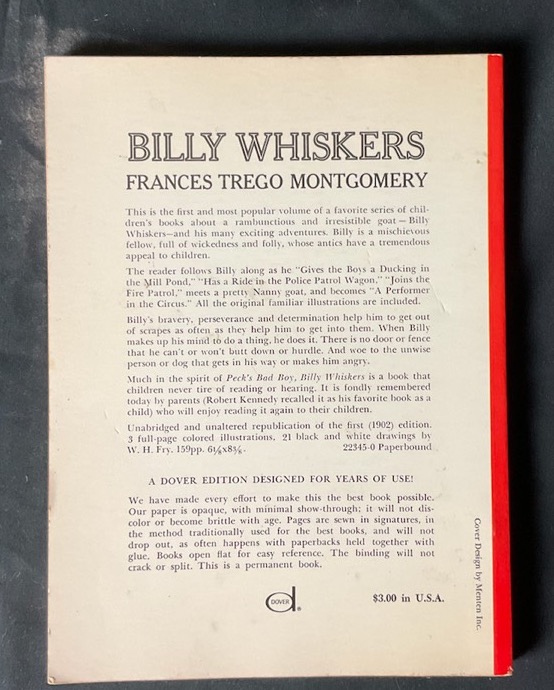 BILLY WHISKERS
FRANCES TREGO MONTGOMERY
This is the first and most popular volume of a favorite series of chil-
dren's books about a rambunctious and irresistible goat — Billy
Whiskers—and his many exciting adventures. Billy is a mischievous
fellow, full of wickedness and folly, whose antics have a tremendous
appeal to children.
The reader follows Billy along as he "Gives the Boys a Ducking in
the Mill Pond," "Has a Ride in the Police Patrol Wagon," "Joins the
Fire Patrol," meets a pretty Nanny goat, and becomes "A Performer
in the Circus." All the original familiar illustrations are included.
Billy's bravery, perseverance and determination help him to get out
of scrapes as often as they help him to get into them. When Billy
makes up his mind to do a thing, he does it. There is no door or fence
that he can't or won't butt down or hurdle. And woe to the unwise
person or dog that gets in his way or makes him angry.
Much in the spirit of Peck's Bad Boy, Billy Whiskers is a book that
children never tire of reading or hearing. It is fondly remembered
today by parents (Robert Kennedy recalled it as his favorite book as a
child) who will enjoy reading it again to their children.
Unabridged and unaltered republication of the first (1902) edition.
3 full-page colored illustrations, 21 black and white drawings by
W. H. Fry. 159pp. 6⅛x8⅜. 22345-0 Paperbound
A DOVER EDITION DESIGNED FOR YEARS OF USE!
We have made every effort to make this the best book possible.
Our paper is opaque, with minimal show-through; it will not dis-
color or become brittle with age. Pages are sewn in signatures, in
the method traditionally used for the best books, and will not
drop out, as often happens with paperbacks held together with
glue. Books open flat for easy reference. The binding will not
crack or split. This is a permanent book.
DOVER ®
$3.00 in U.S.A.
Cover Design by Menten Inc.